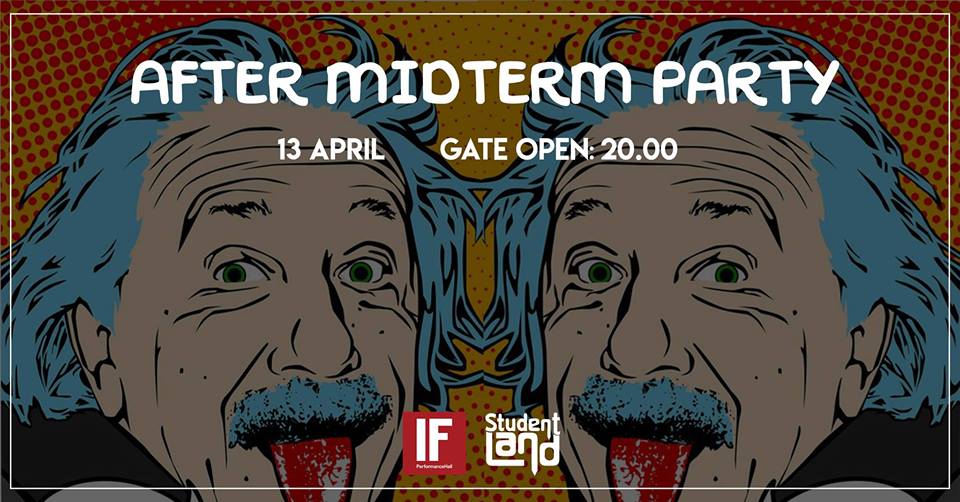 AFTER MIDTERM PARTY
13 APRIL GATE OPEN: 20.00
IF
PerformanceHall
Student
Land